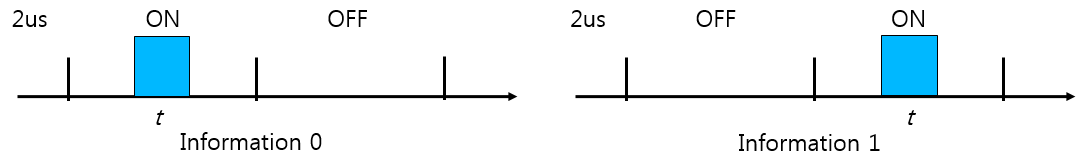 2us ON OFF
t
Information 0
2us OFF ON
t
Information 1